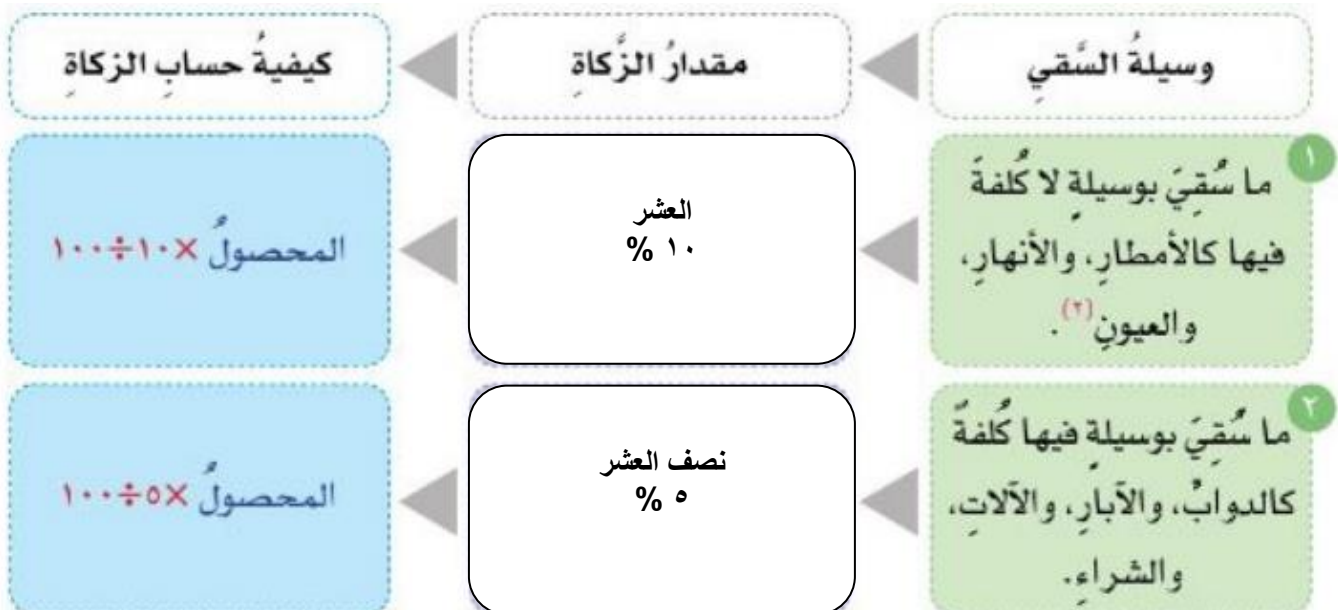 وسيلةُ السَّقيِ
مقدارُ الزَّكاةِ
كيفيةُ حسابِ الزكاةِ
١
ما سُقِيَ بوسيلةٍ لا كُلفةَ
فيها كالأمطارِ، والأنهارِ،
والعيونِ(٢).
العشر
١٠ %
المحصولُ ×١٠÷١٠٠
٢
ما سُقِيَ بوسيلةٍ فيها كُلفةٌ
كالدوابِّ، والآبارِ، والآلاتِ،
والشراءِ.
نصف العشر
٥ %
المحصولُ ×٥÷١٠٠